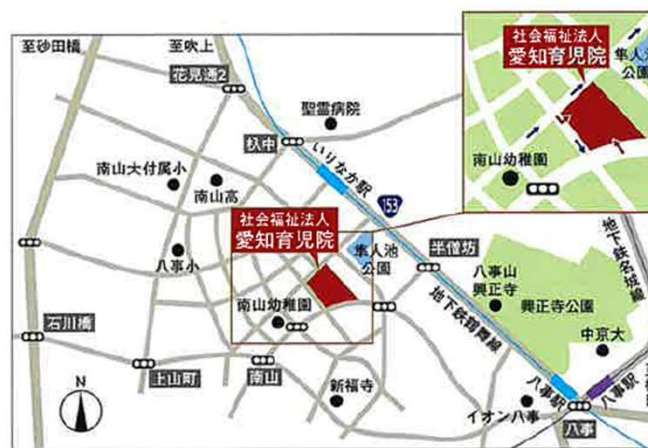 至砂田橋
至吹上
花見通2
聖霊病院
杁中
いりなか駅
南山大付属小
南山高
153
社会福祉法人
愛知育児院
八事小
隼人池
公園
半僧坊
南山幼稚園
地下鉄鶴舞線
八事山
興正寺
興正寺公園
地下鉄名城線
中京大
石川橋
上山町
南山
新福寺
八事駅
八事駅
イオン八事
八事
N
社会福祉法人
愛知育児院
隼人池
公園
南山幼稚園